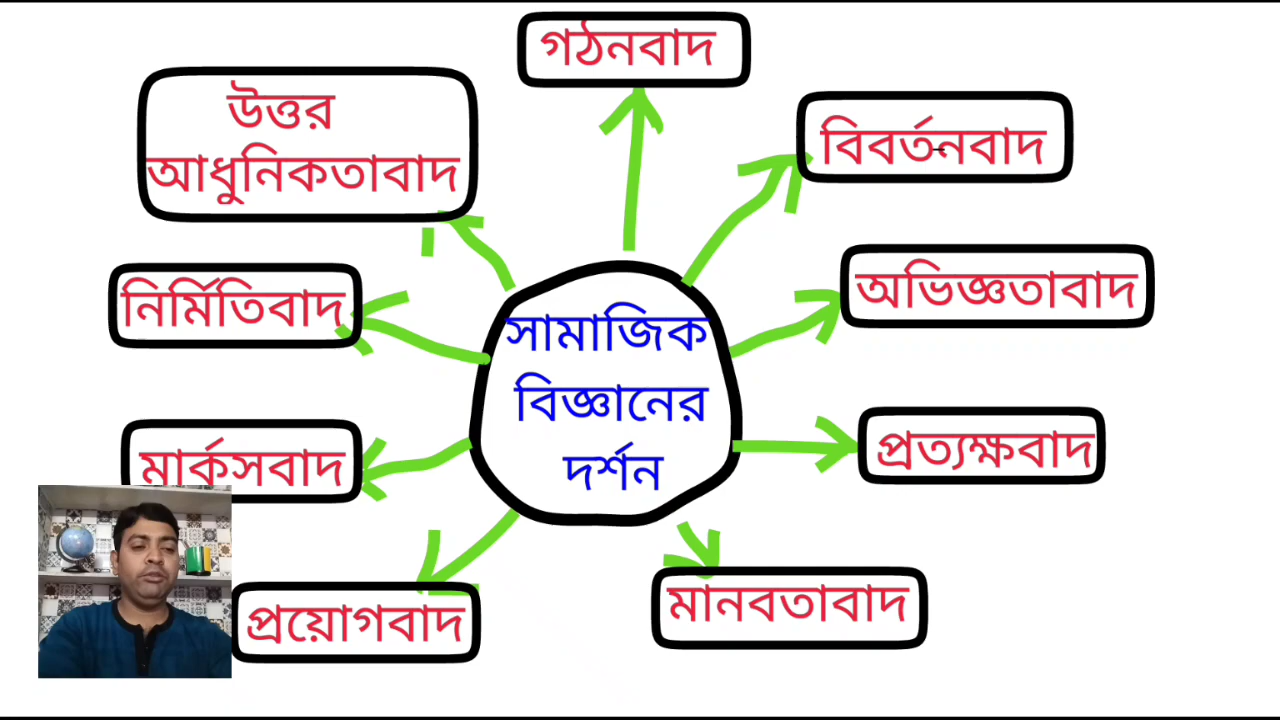 গঠনবাদ
উত্তর
আধুনিকতাবাদ
বিবর্তনবাদ
নির্মিতিবাদ
অভিজ্ঞতাবাদ
সামাজিক
বিজ্ঞানের
দর্শন
মার্কসবাদ
প্রত্যক্ষবাদ
প্রয়োগবাদ
মানবতাবাদ